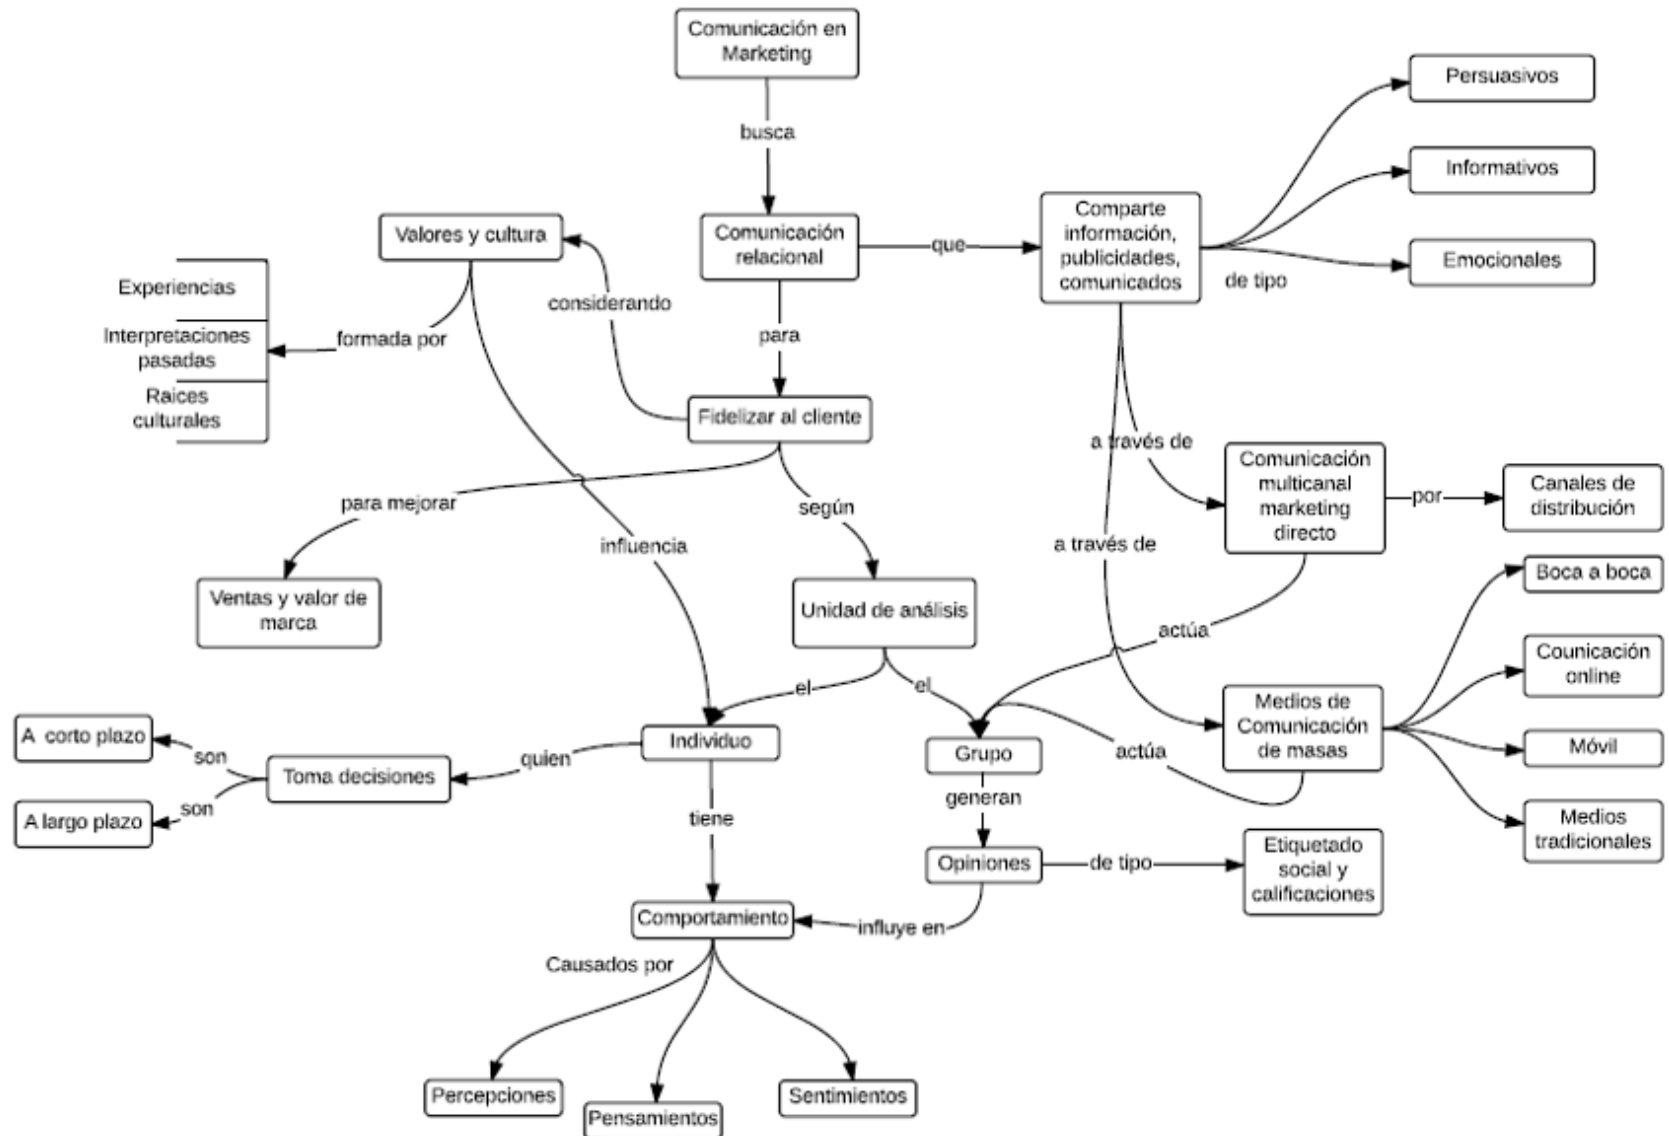 Comunicación en
Marketing
Persuasivos
busca
Informativos
Valores y cultura
Comunicación
relacional
que
Comparte
información,
publicidades,
comunicados
Emocionales
de tipo
Experiencias
considerando
Interpretaciones
pasadas
formada por
para
Raices
culturales
Fidelizar al cliente
a través de
Comunicación
multicanal
marketing
directo
por
Canales de
distribución
para mejorar
según
influencia
a través de
Boca a boca
Ventas y valor de
marca
Unidad de análisis
actúa
Counicación
online
el
el
Medios de
Comunicación
de masas
A corto plazo
son
Toma decisiones
quien
Individuo
Grupo
actúa
Móvil
A largo plazo
son
tiene
generan
Medios
tradicionales
Opiniones
de tipo
Etiquetado
social y
calificaciones
Comportamiento
influye en
Causados por
Percepciones
Pensamientos
Sentimientos